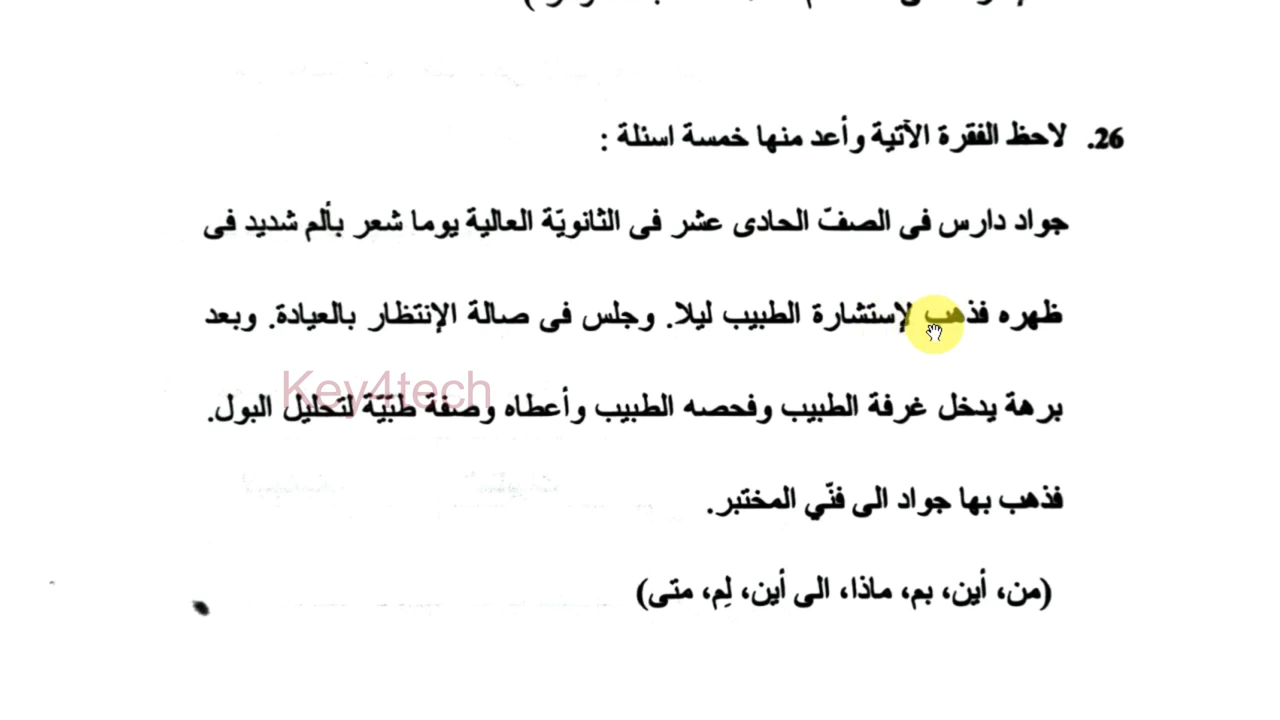 26. لاحظ الفقرة الآتية وأعد منها خمسة اسئلة :
جواد دارس فى الصفّ الحادى عشر فى الثانويّة العالية يوما شعر بألم شديد فى
ظهره فذهب لإستشارة الطبيب ليلا. وجلس فى صالة الإنتظار بالعيادة. وبعد
Key4tech
برهة يدخل غرفة الطبيب وفحصه الطبيب وأعطاه وصفة طبّيّة لتحليل البول.
فذهب بها جواد الى فنّي المختبر.
(من، أين، بم، ماذا، الى أين، لِم، متى)